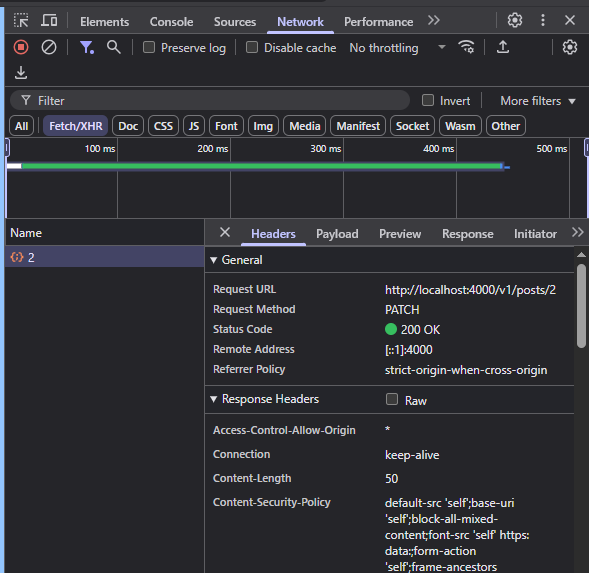 Elements Console Sources Network Performance
Preserve log Disable cache No throttling
Filter Invert More filters
All Fetch/XHR Doc CSS JS Font Img Media Manifest Socket Wasm Other
100 ms 200 ms 300 ms 400 ms 500 ms
Name Headers Payload Preview Response Initiator
2
General
Request URL http://localhost:4000/v1/posts/2
Request Method PATCH
Status Code 200 OK
Remote Address [::1]:4000
Referrer Policy strict-origin-when-cross-origin
Response Headers Raw
Access-Control-Allow-Origin *
Connection keep-alive
Content-Length 50
Content-Security-Policy default-src 'self';base-uri
'self';block-all-mixed-
content;font-src 'self' https:
data:;form-action
'self';frame-ancestors